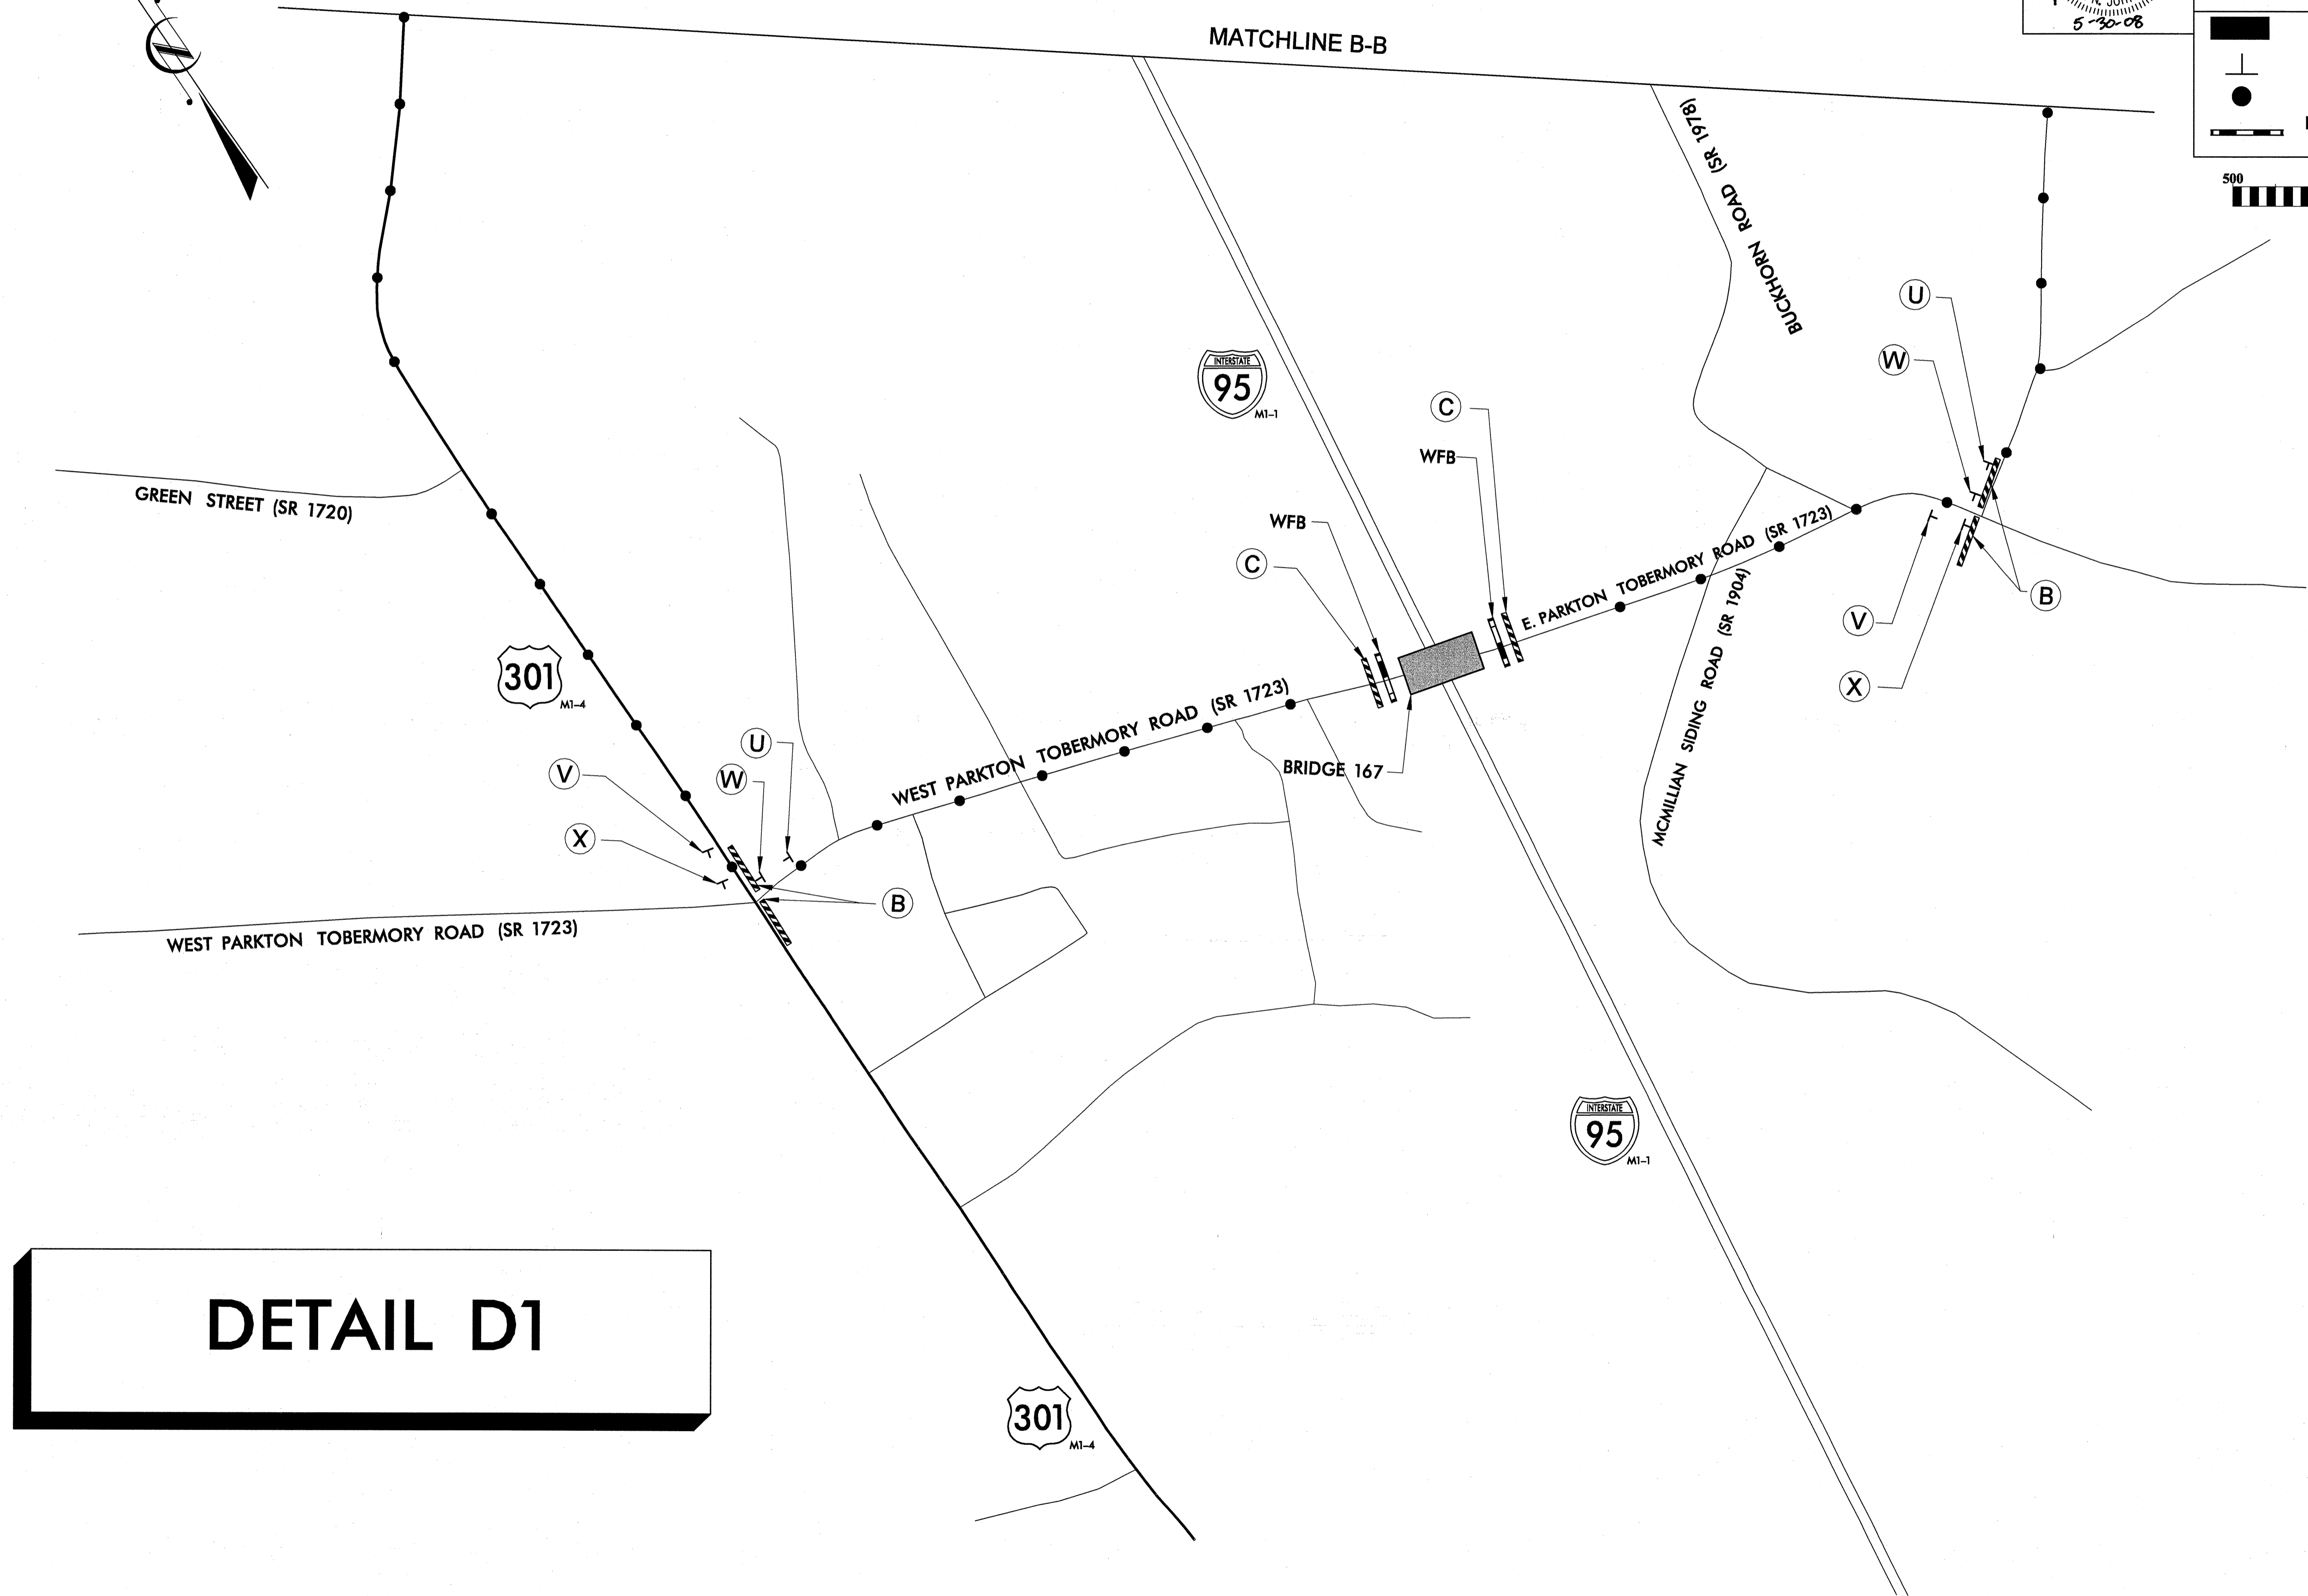 5-30-08
MATCHLINE B-B
500
BUCKHORN ROAD (SR 1978)
INTERSTATE
95
M1-1
U
W
C
WFB
GREEN STREET (SR 1720)
WFB
C
E. PARKTON TOBERMORY ROAD (SR 1723)
B
V
X
301
M1-4
WEST PARKTON TOBERMORY ROAD (SR 1723)
MCMILLIAN SIDING ROAD (SR 1904)
BRIDGE 167
U
V
W
X
B
WEST PARKTON TOBERMORY ROAD (SR 1723)
INTERSTATE
95
M1-1
DETAIL D1
301
M1-4